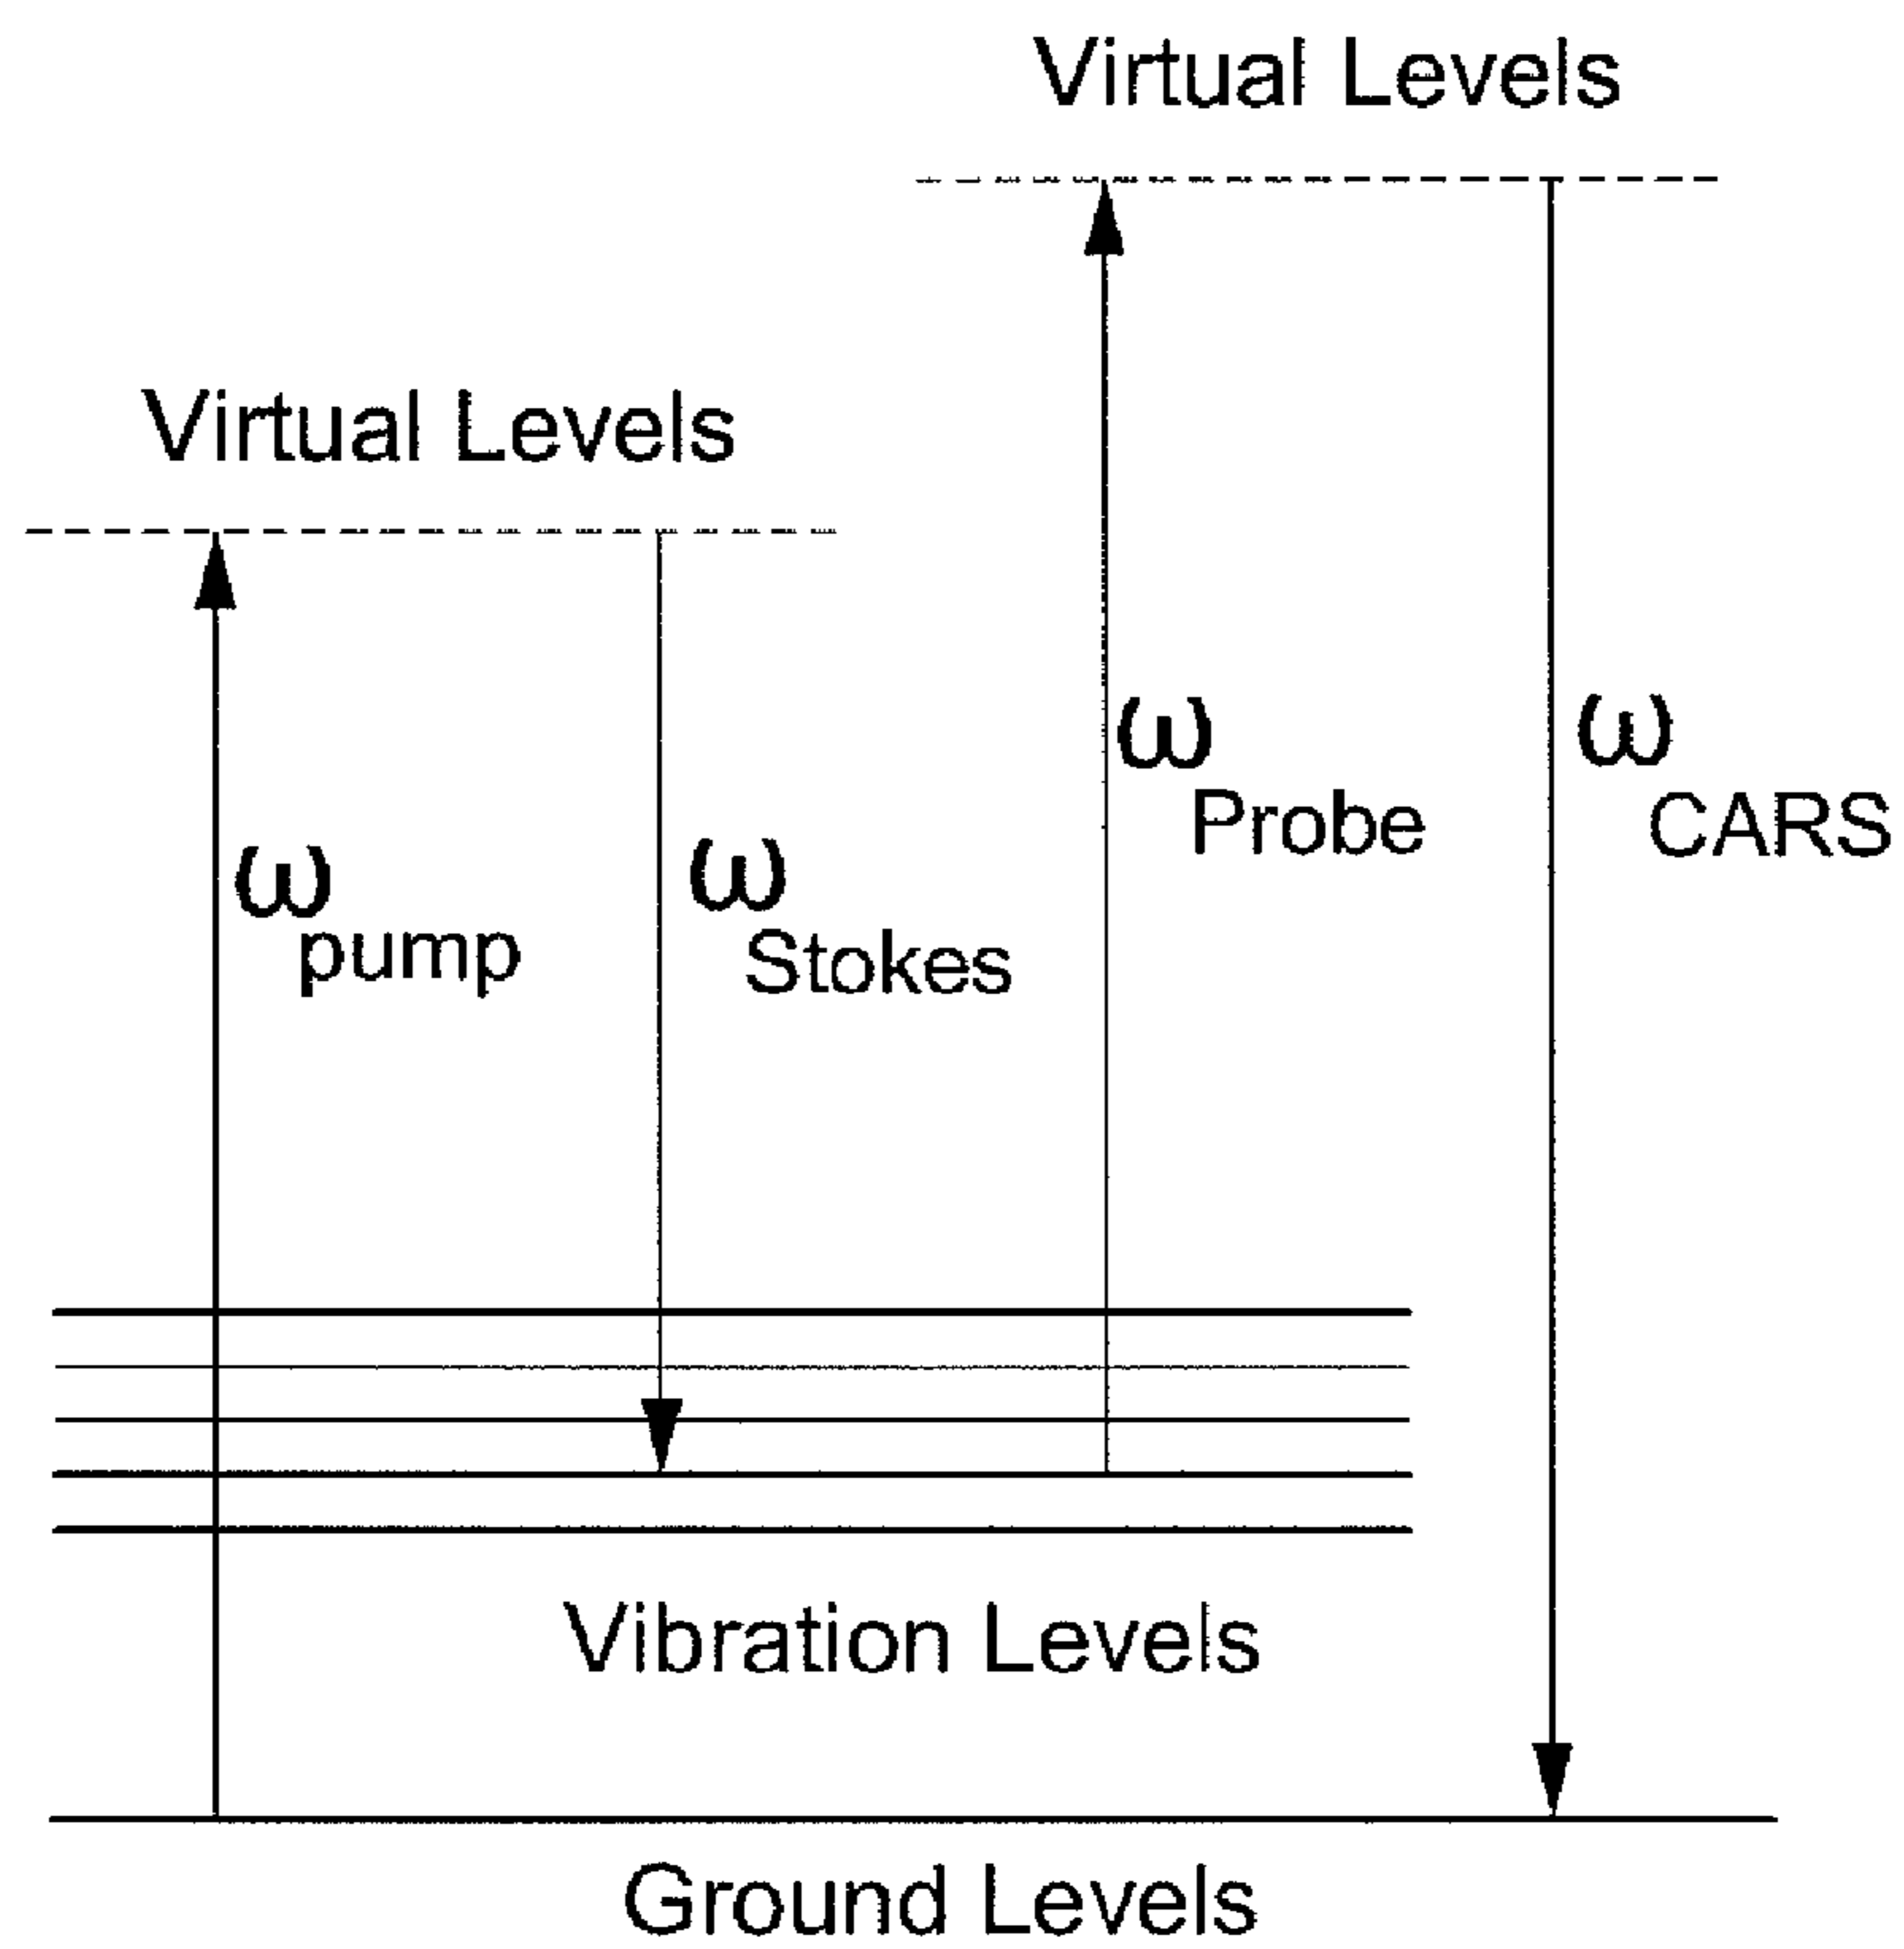 Virtual Levels
Virtual Levels
ω Probe
ω CARS
ω pump
ω Stokes
Vibration Levels
Ground Levels